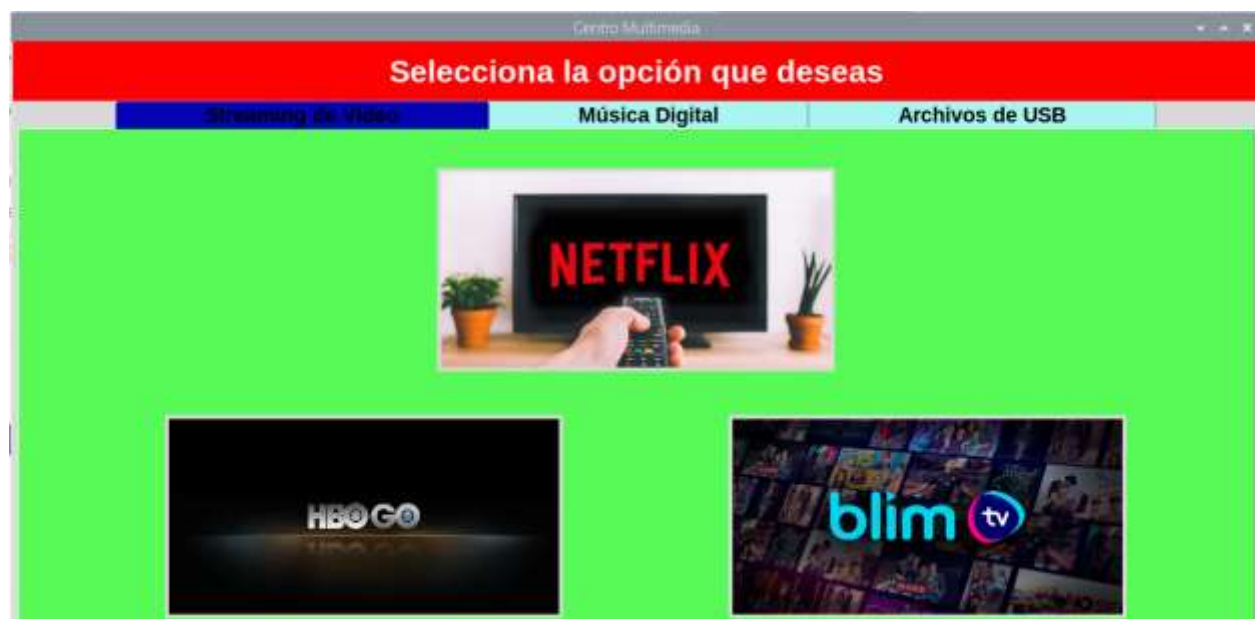 Centro Multimedia
Selecciona la opción que deseas
Streaming de Video
Música Digital
Archivos de USB
NETFLIX
HBO GO
blim tv